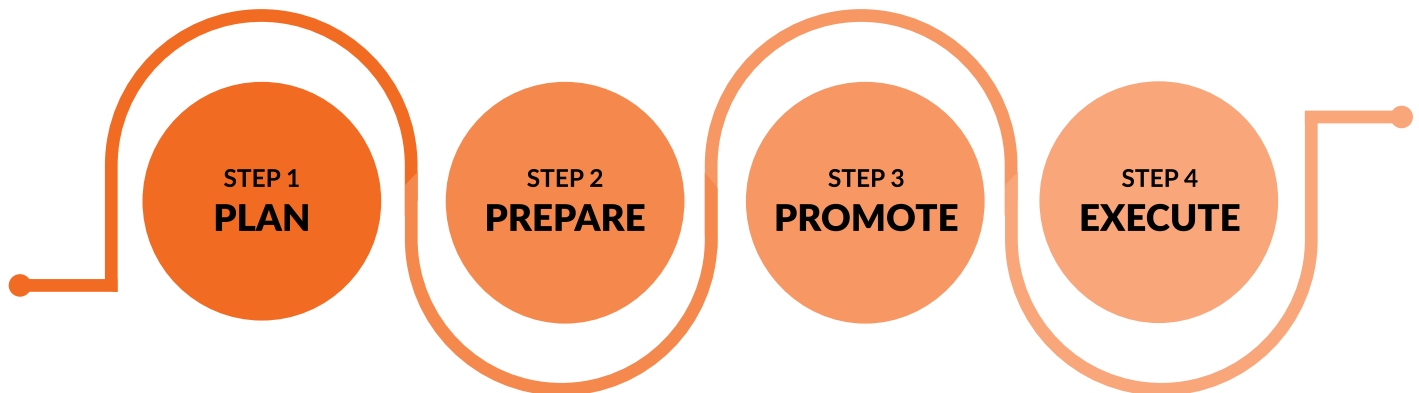 STEP 1
PLAN
STEP 2
PREPARE
STEP 3
PROMOTE
STEP 4
EXECUTE